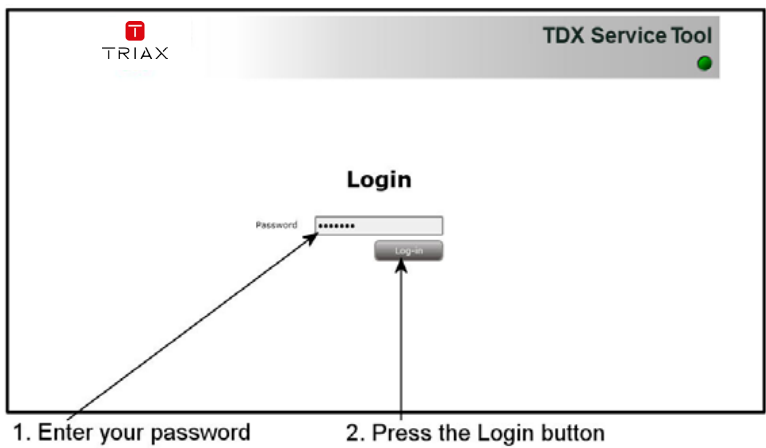 TRIAX
TDX Service Tool
Login
Password •••••••
Log-in
1. Enter your password
2. Press the Login button